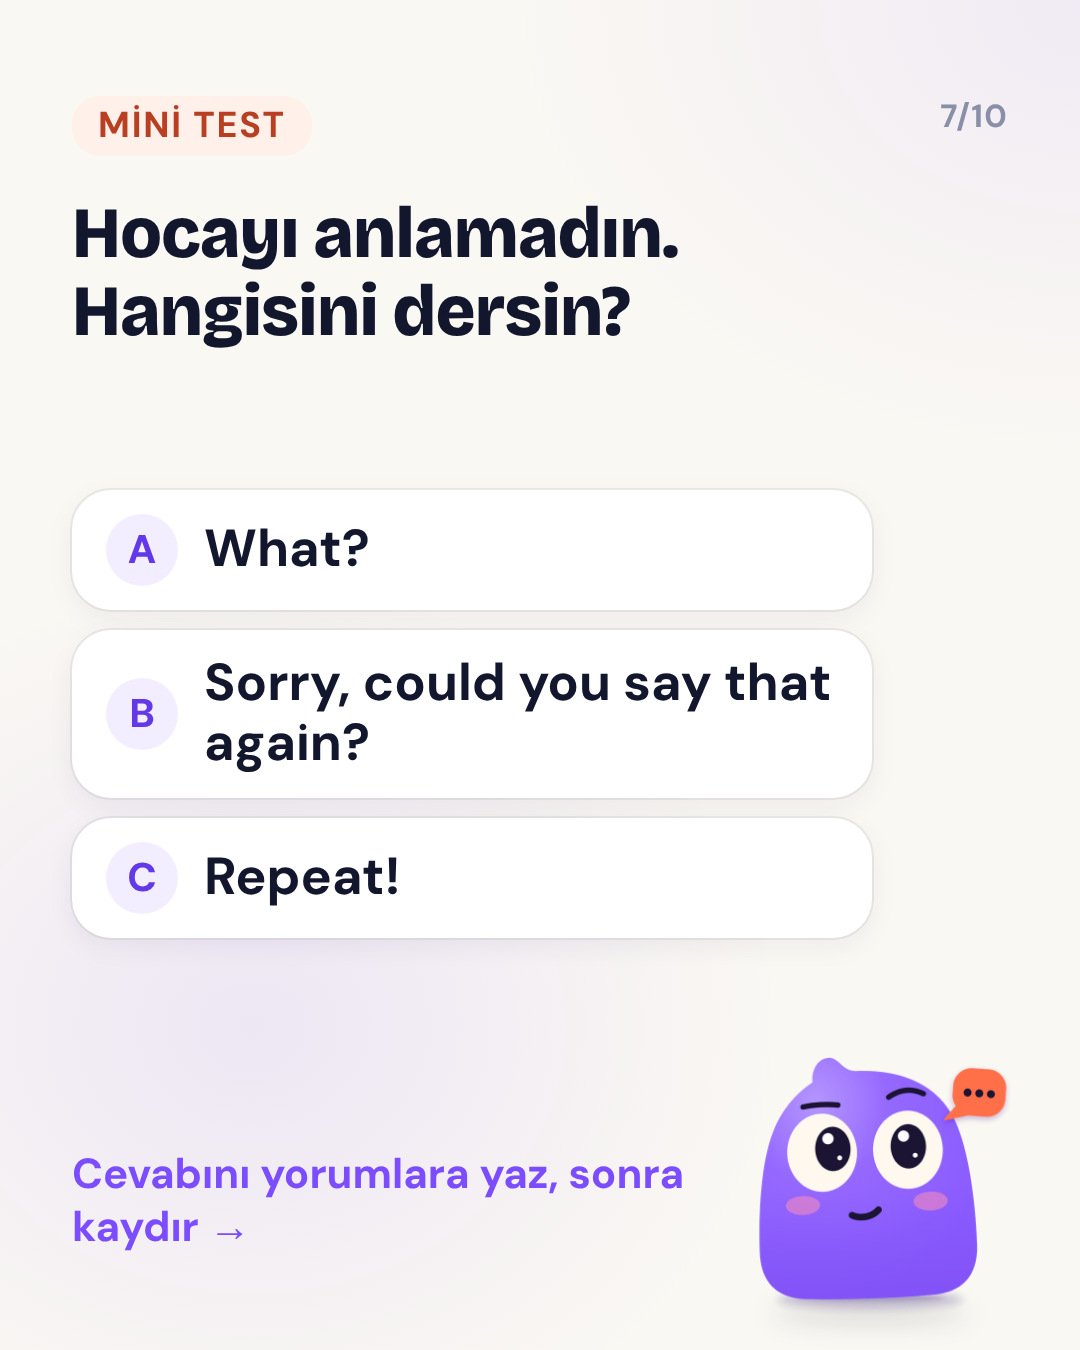 MİNİ TEST
7/10
Hocayı anlamadın.
Hangisini dersin?
A What?
B Sorry, could you say that
again?
C Repeat!
Cevabını yorumlara yaz, sonra
kaydır →